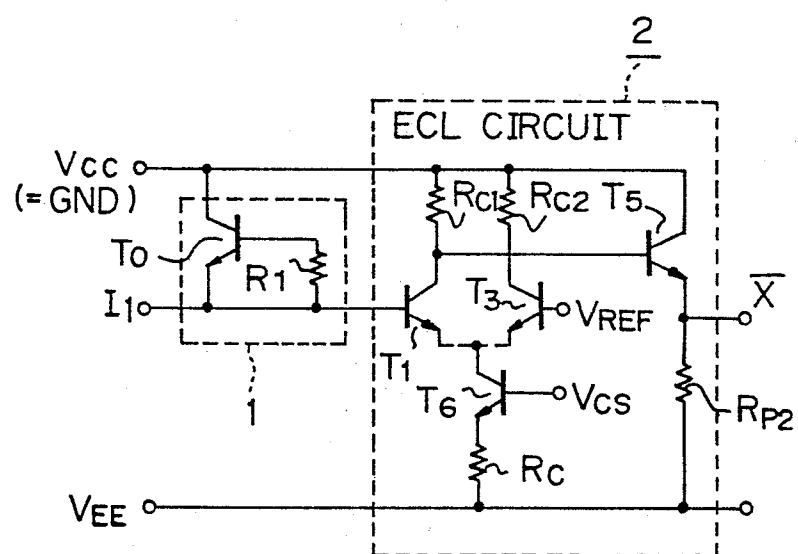 2
ECL CIRCUIT
VCC
(= GND)
RC1
RC2
T5
T0
R1
X̅
I1
T3
VREF
T1
1
T6
VCS
RP2
RC
VEE